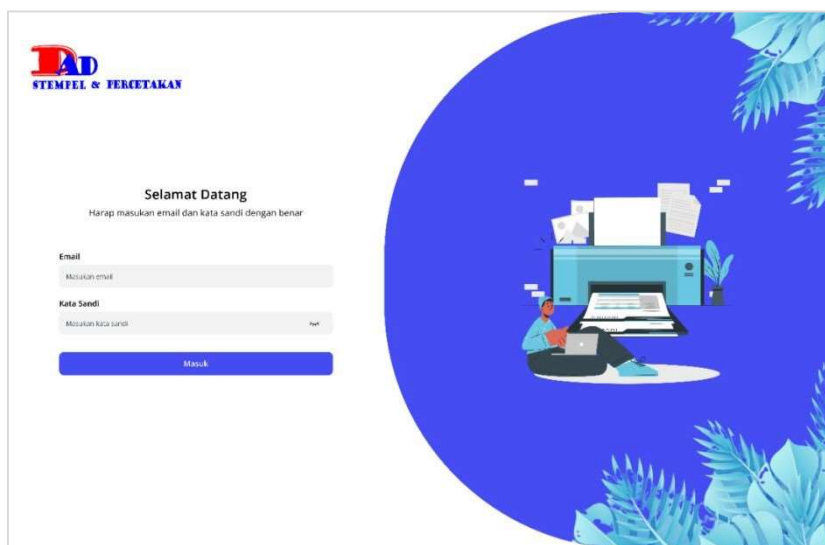 DAD
STEMPEL & PERCETAKAN
Selamat Datang
Harap masukan email dan kata sandi dengan benar
Email
Masukan email
Kata Sandi
Masukan kata sandi
Masuk